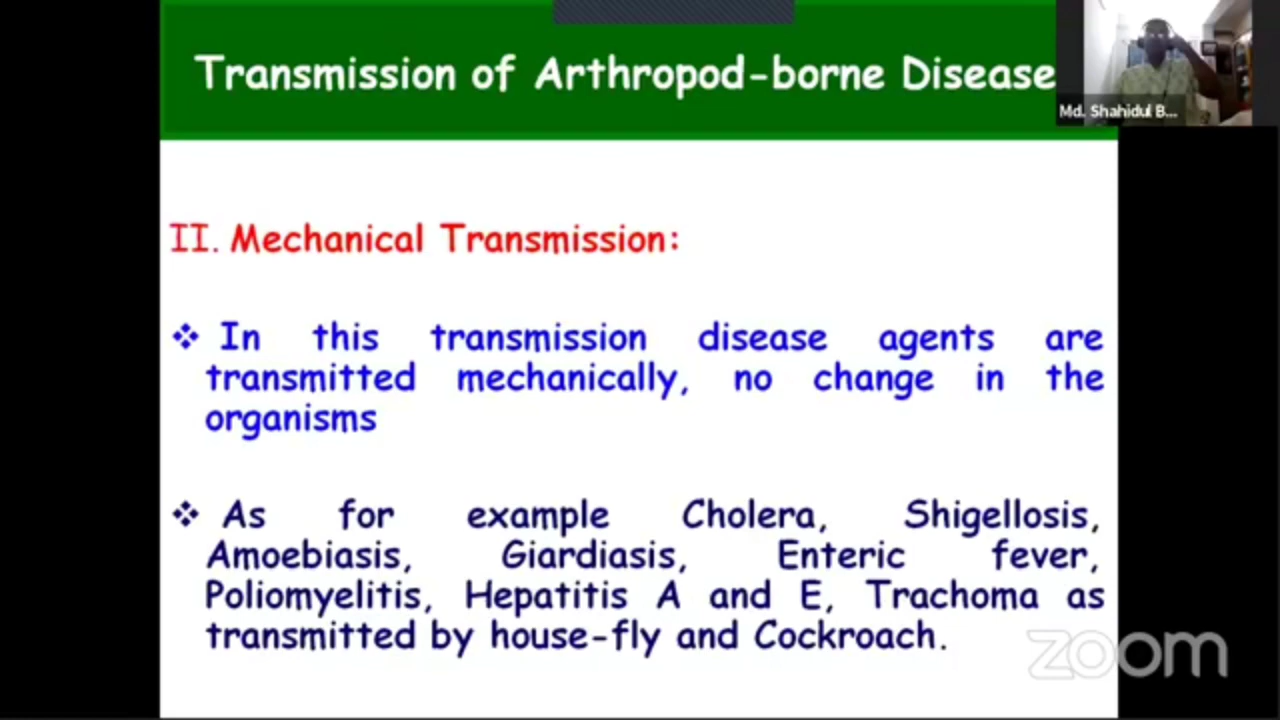 Transmission of Arthropod-borne Disease
Md. Shahidul B...
II. Mechanical Transmission:
❖ In this transmission disease agents are
transmitted mechanically, no change in the
organisms
❖ As for example Cholera, Shigellosis,
Amoebiasis, Giardiasis, Enteric fever,
Poliomyelitis, Hepatitis A and E, Trachoma as
transmitted by house-fly and Cockroach.
zoom